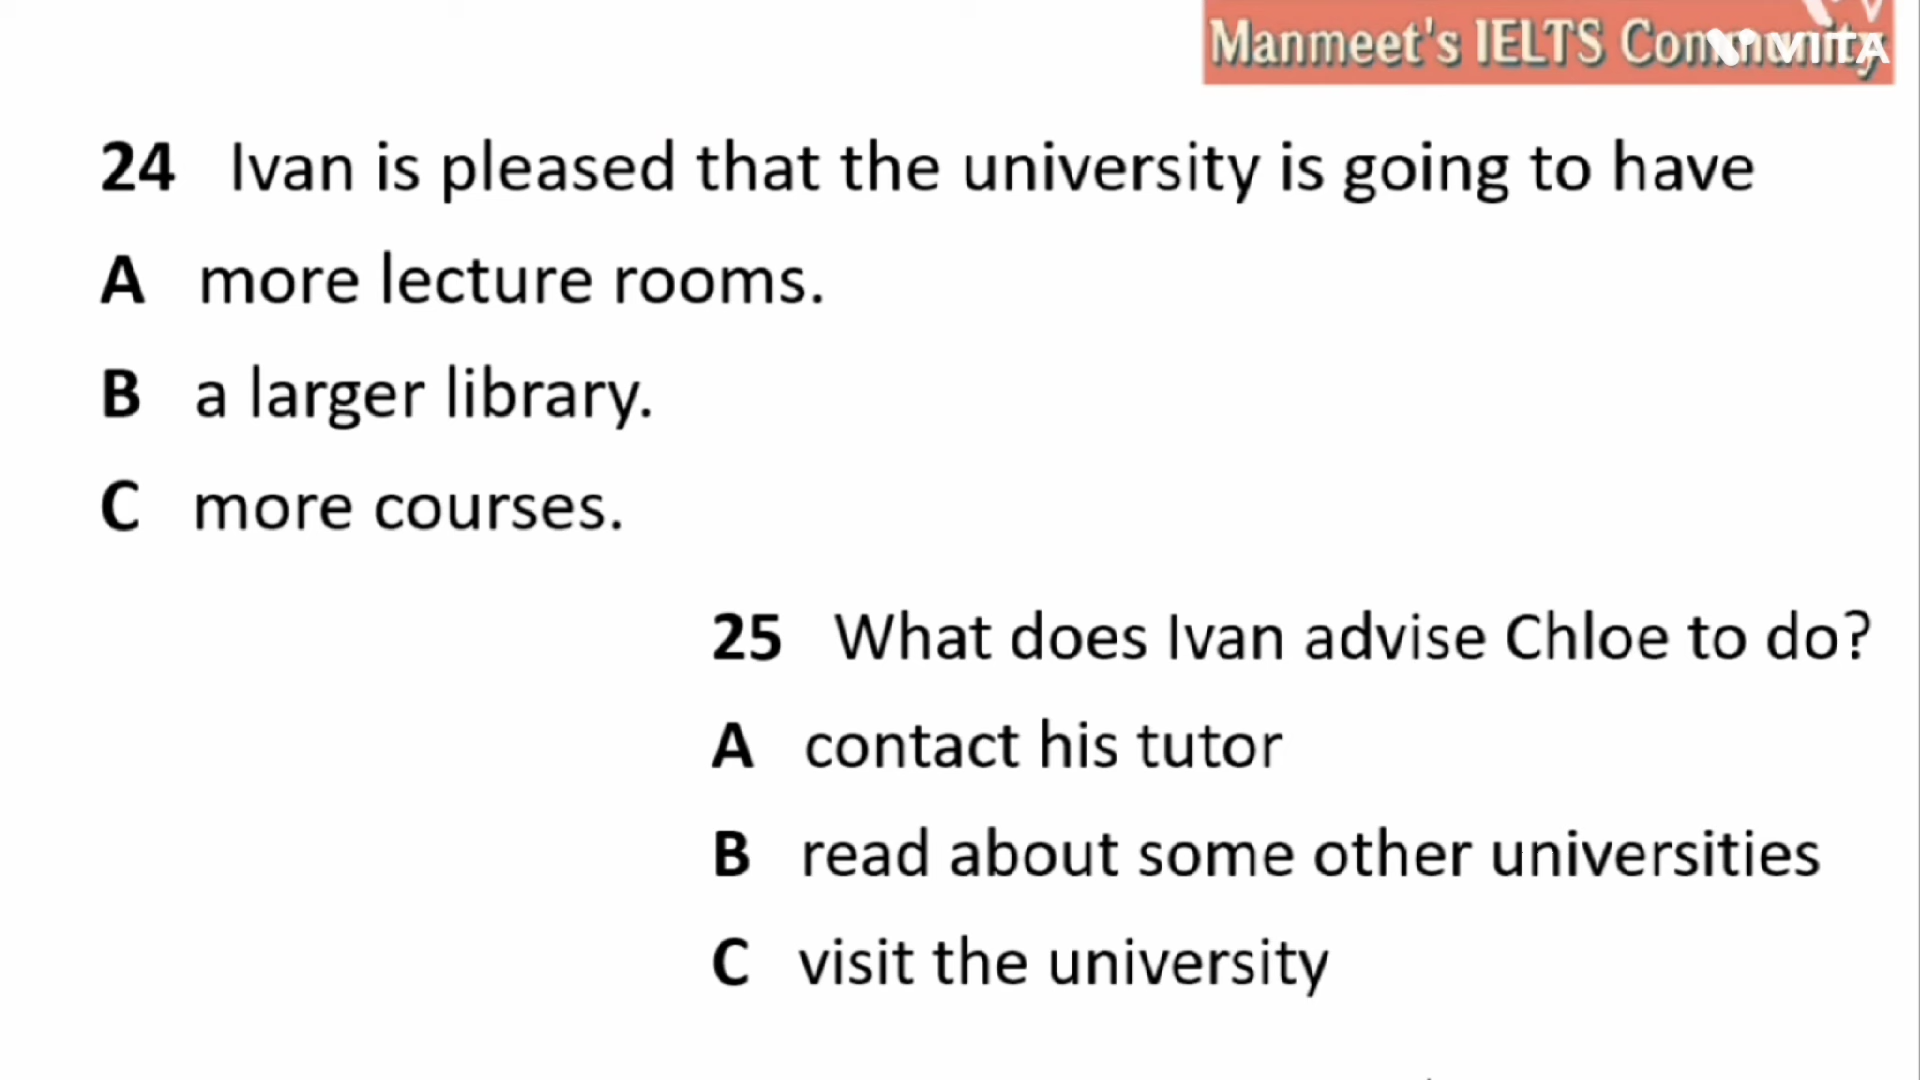 Manmeet's IELTS Community
VITA
24 Ivan is pleased that the university is going to have
A more lecture rooms.
B a larger library.
C more courses.
25 What does Ivan advise Chloe to do?
A contact his tutor
B read about some other universities
C visit the university